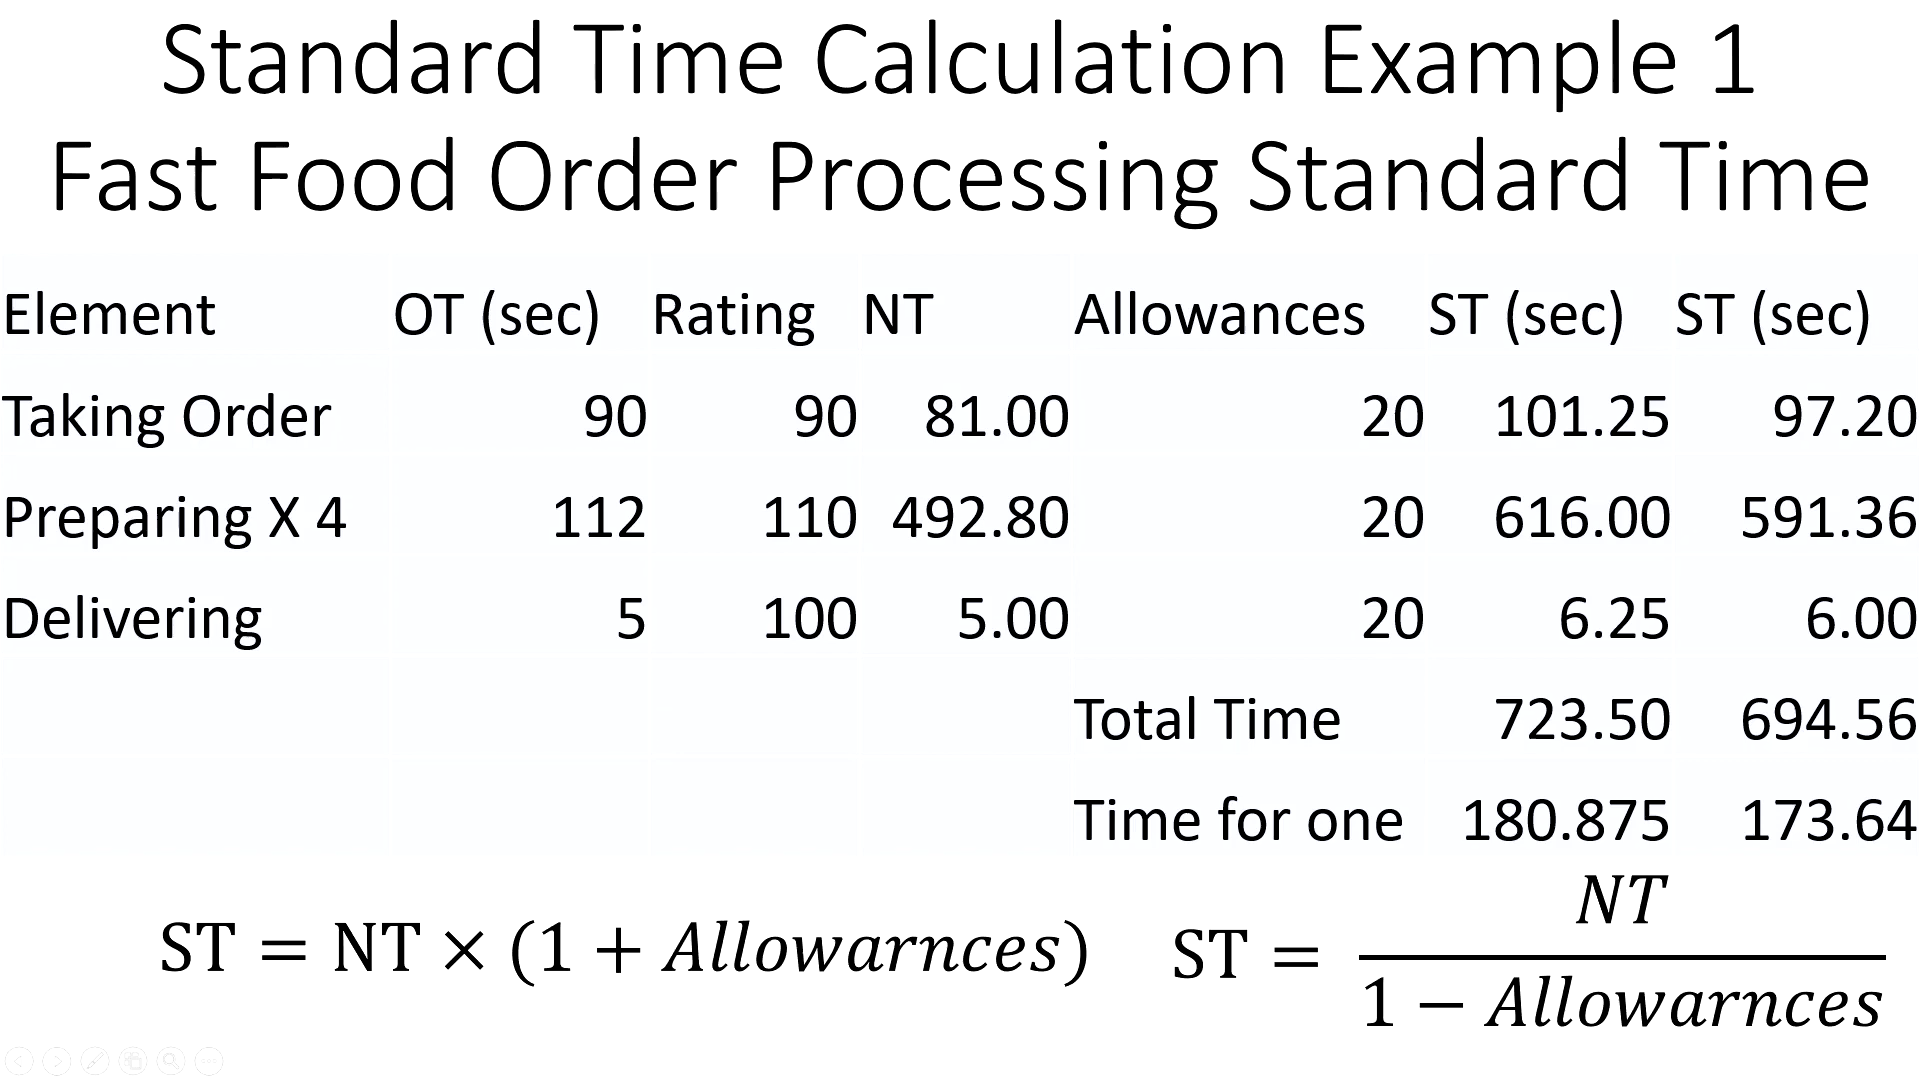 Standard Time Calculation Example 1
Fast Food Order Processing Standard Time
Element OT (sec) Rating NT Allowances ST (sec) ST (sec)
Taking Order 90 90 81.00 20 101.25 97.20
Preparing X 4 112 110 492.80 20 616.00 591.36
Delivering 5 100 5.00 20 6.25 6.00
Total Time 723.50 694.56
Time for one 180.875 173.64
ST = NT × (1 + Allowarnces) ST = NT / (1 − Allowarnces)